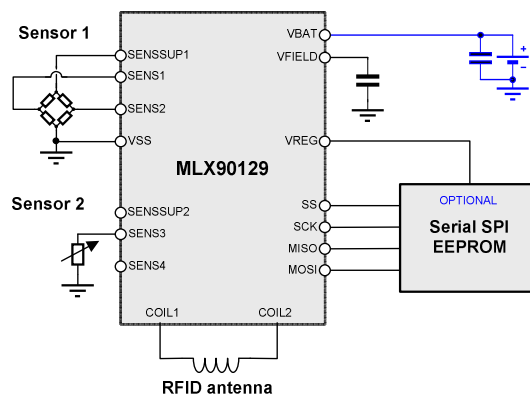 Sensor 1
SENSSUP1
SENS1
SENS2
VSS
Sensor 2
SENSSUP2
SENS3
SENS4
MLX90129
VBAT
VFIELD
VREG
SS
SCK
MISO
MOSI
+
−
OPTIONAL
Serial SPI
EEPROM
COIL1
COIL2
RFID antenna